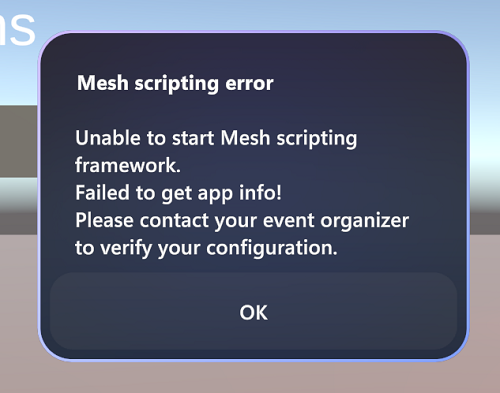 ns
Mesh scripting error
Unable to start Mesh scripting
framework.
Failed to get app info!
Please contact your event organizer
to verify your configuration.
OK